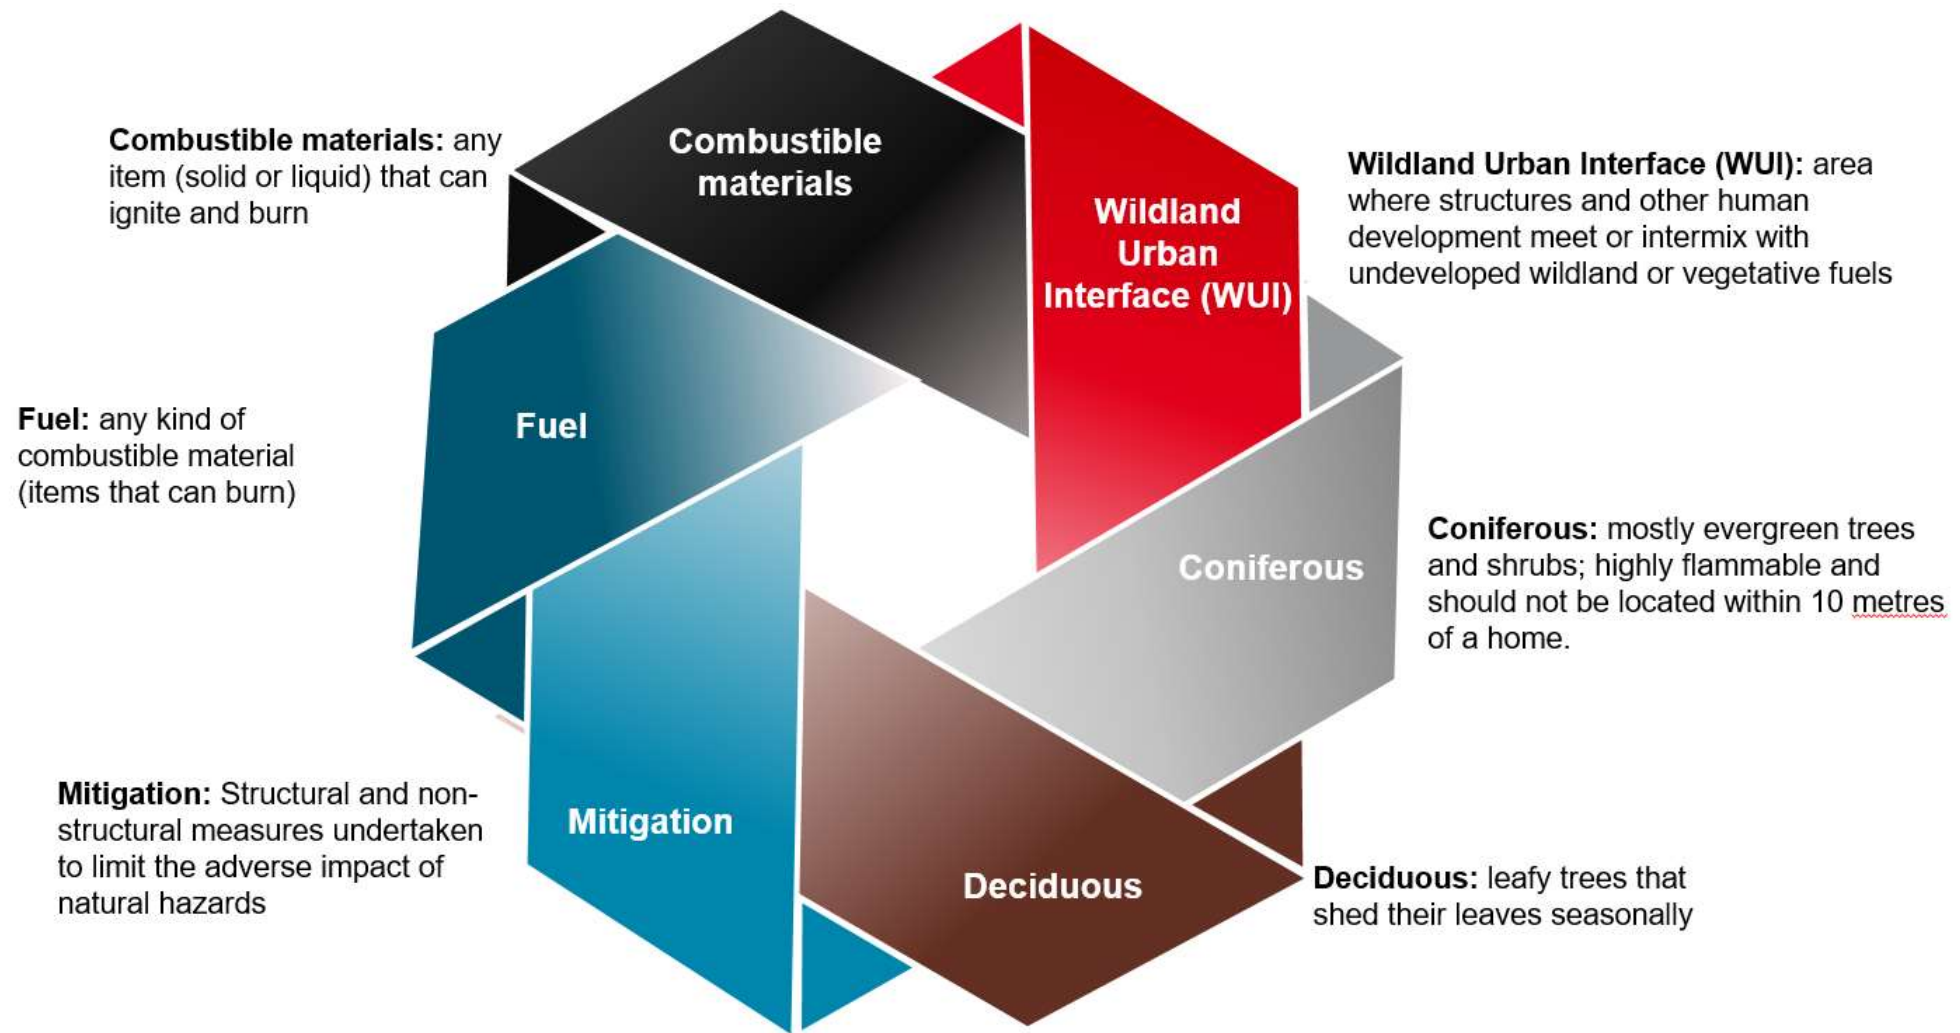 Combustible materials: any
item (solid or liquid) that can
ignite and burn
Combustible
materials
Wildland
Urban
Interface (WUI)
Wildland Urban Interface (WUI): area
where structures and other human
development meet or intermix with
undeveloped wildland or vegetative fuels
Fuel: any kind of
combustible material
(items that can burn)
Fuel
Coniferous
Coniferous: mostly evergreen trees
and shrubs; highly flammable and
should not be located within 10 metres
of a home.
Mitigation: Structural and non-
structural measures undertaken
to limit the adverse impact of
natural hazards
Mitigation
Deciduous
Deciduous: leafy trees that
shed their leaves seasonally